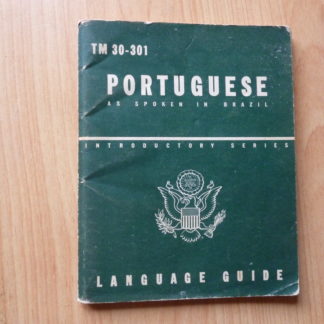 TM 30-301
PORTUGUESE
AS SPOKEN IN BRAZIL
INTRODUCTORY SERIES
LANGUAGE GUIDE